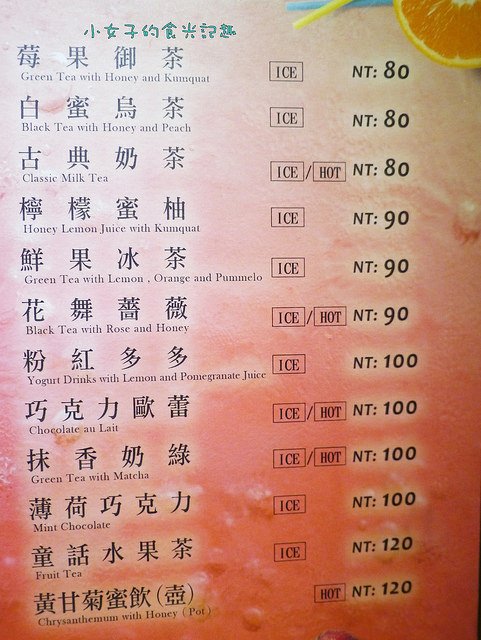 小女子的食光記趣
莓果御茶 ICE NT: 80
Green Tea with Honey and Kumquat
白蜜烏茶 ICE NT: 80
Black Tea with Honey and Peach
古典奶茶 ICE/HOT NT: 80
Classic Milk Tea
檸檬蜜柚 ICE NT: 90
Honey Lemon Juice with Kumquat
鮮果冰茶 ICE NT: 90
Green Tea with Lemon , Orange and Pummelo
花舞薔薇 ICE/HOT NT: 90
Black Tea with Rose and Honey
粉紅多多 ICE NT: 100
Yogurt Drinks with Lemon and Pomegranate Juice
巧克力歐蕾 ICE/HOT NT: 100
Chocolate au Lait
抹香奶綠 ICE/HOT NT: 100
Green Tea with Matcha
薄荷巧克力 ICE NT: 100
Mint Chocolate
童話水果茶 ICE NT: 120
Fruit Tea
黃甘菊蜜飲(壺) HOT NT: 120
Chrysanthemum with Honey ( Pot )